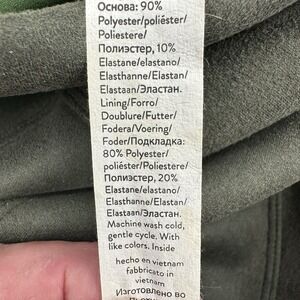 Основа: 90%
Polyester/poliéster/
Poliestere/
Полиэстер, 10%
Elastane/elastano/
Elasthanne/Elastan/
Elastaan/Эластан.
Lining/Forro/
Doublure/Futter/
Fodera/Voering/
Foder/Подкладка:
80% Polyester/
poliéster/Poliestere/
Полиэстер, 20%
Elastane/elastano/
Elasthanne/Elastan/
Elastaan/Эластан.
Machine wash cold,
gentle cycle. With
like colors. Inside
hecho en vietnam
fabbricato in
vietnam
Изготовлено во